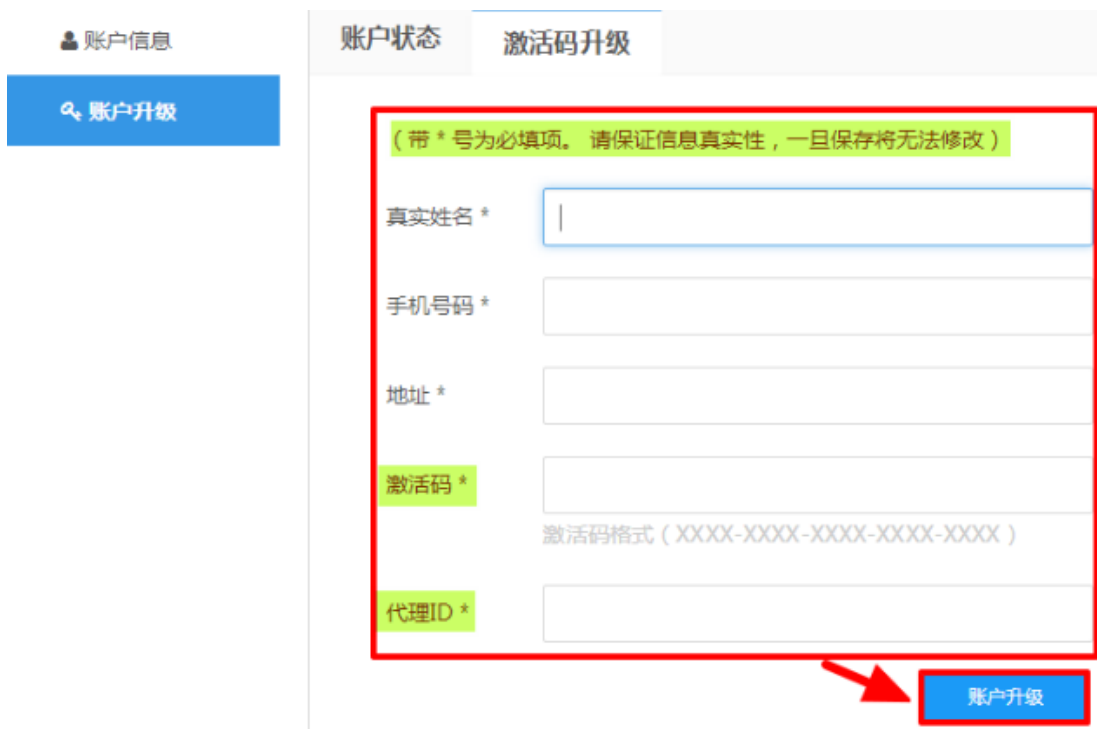 账户信息
账户升级
账户状态
激活码升级
（带 * 号为必填项。 请保证信息真实性，一旦保存将无法修改）
真实姓名 *
手机号码 *
地址 *
激活码 *
激活码格式（XXXX-XXXX-XXXX-XXXX-XXXX）
代理ID *
账户升级